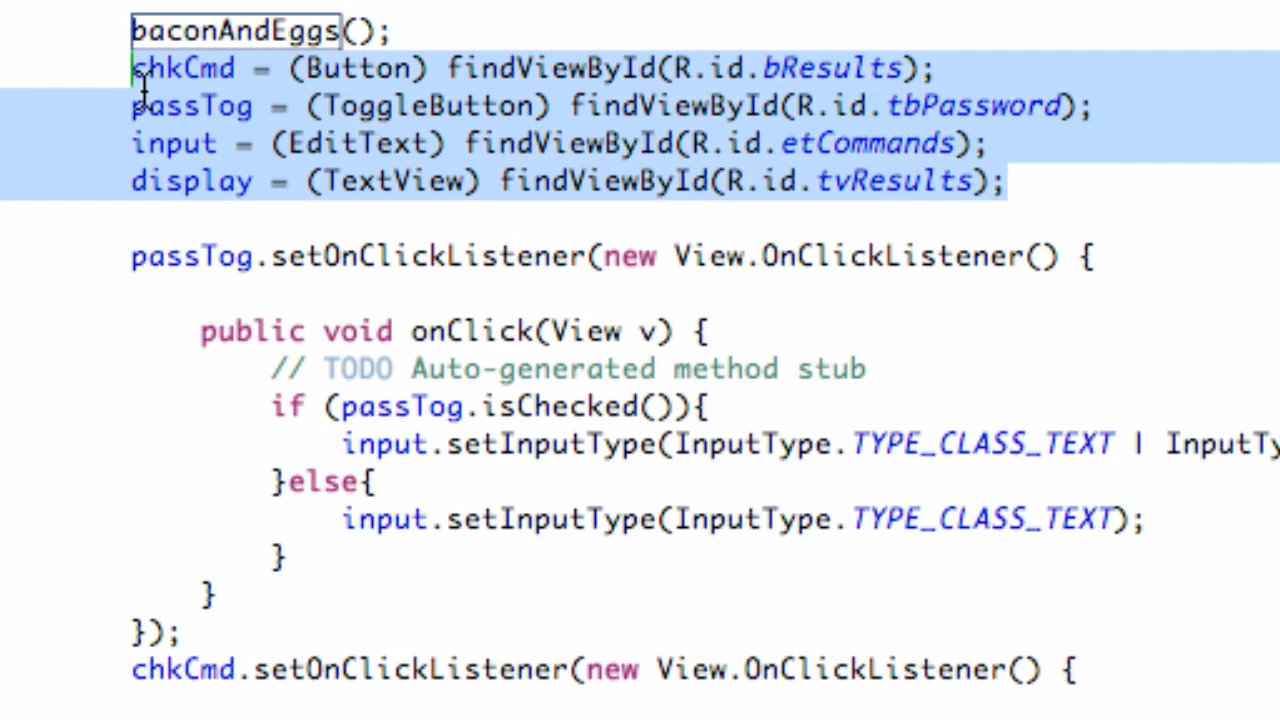 baconAndEggs();
chkCmd = (Button) findViewById(R.id.bResults);
passTog = (ToggleButton) findViewById(R.id.tbPassword);
input = (EditText) findViewById(R.id.etCommands);
display = (TextView) findViewById(R.id.tvResults);
passTog.setOnClickListener(new View.OnClickListener() {
public void onClick(View v) {
// TODO Auto-generated method stub
if (passTog.isChecked()){
input.setInputType(InputType.TYPE_CLASS_TEXT | InputTy
}else{
input.setInputType(InputType.TYPE_CLASS_TEXT);
}
}
});
chkCmd.setOnClickListener(new View.OnClickListener() {